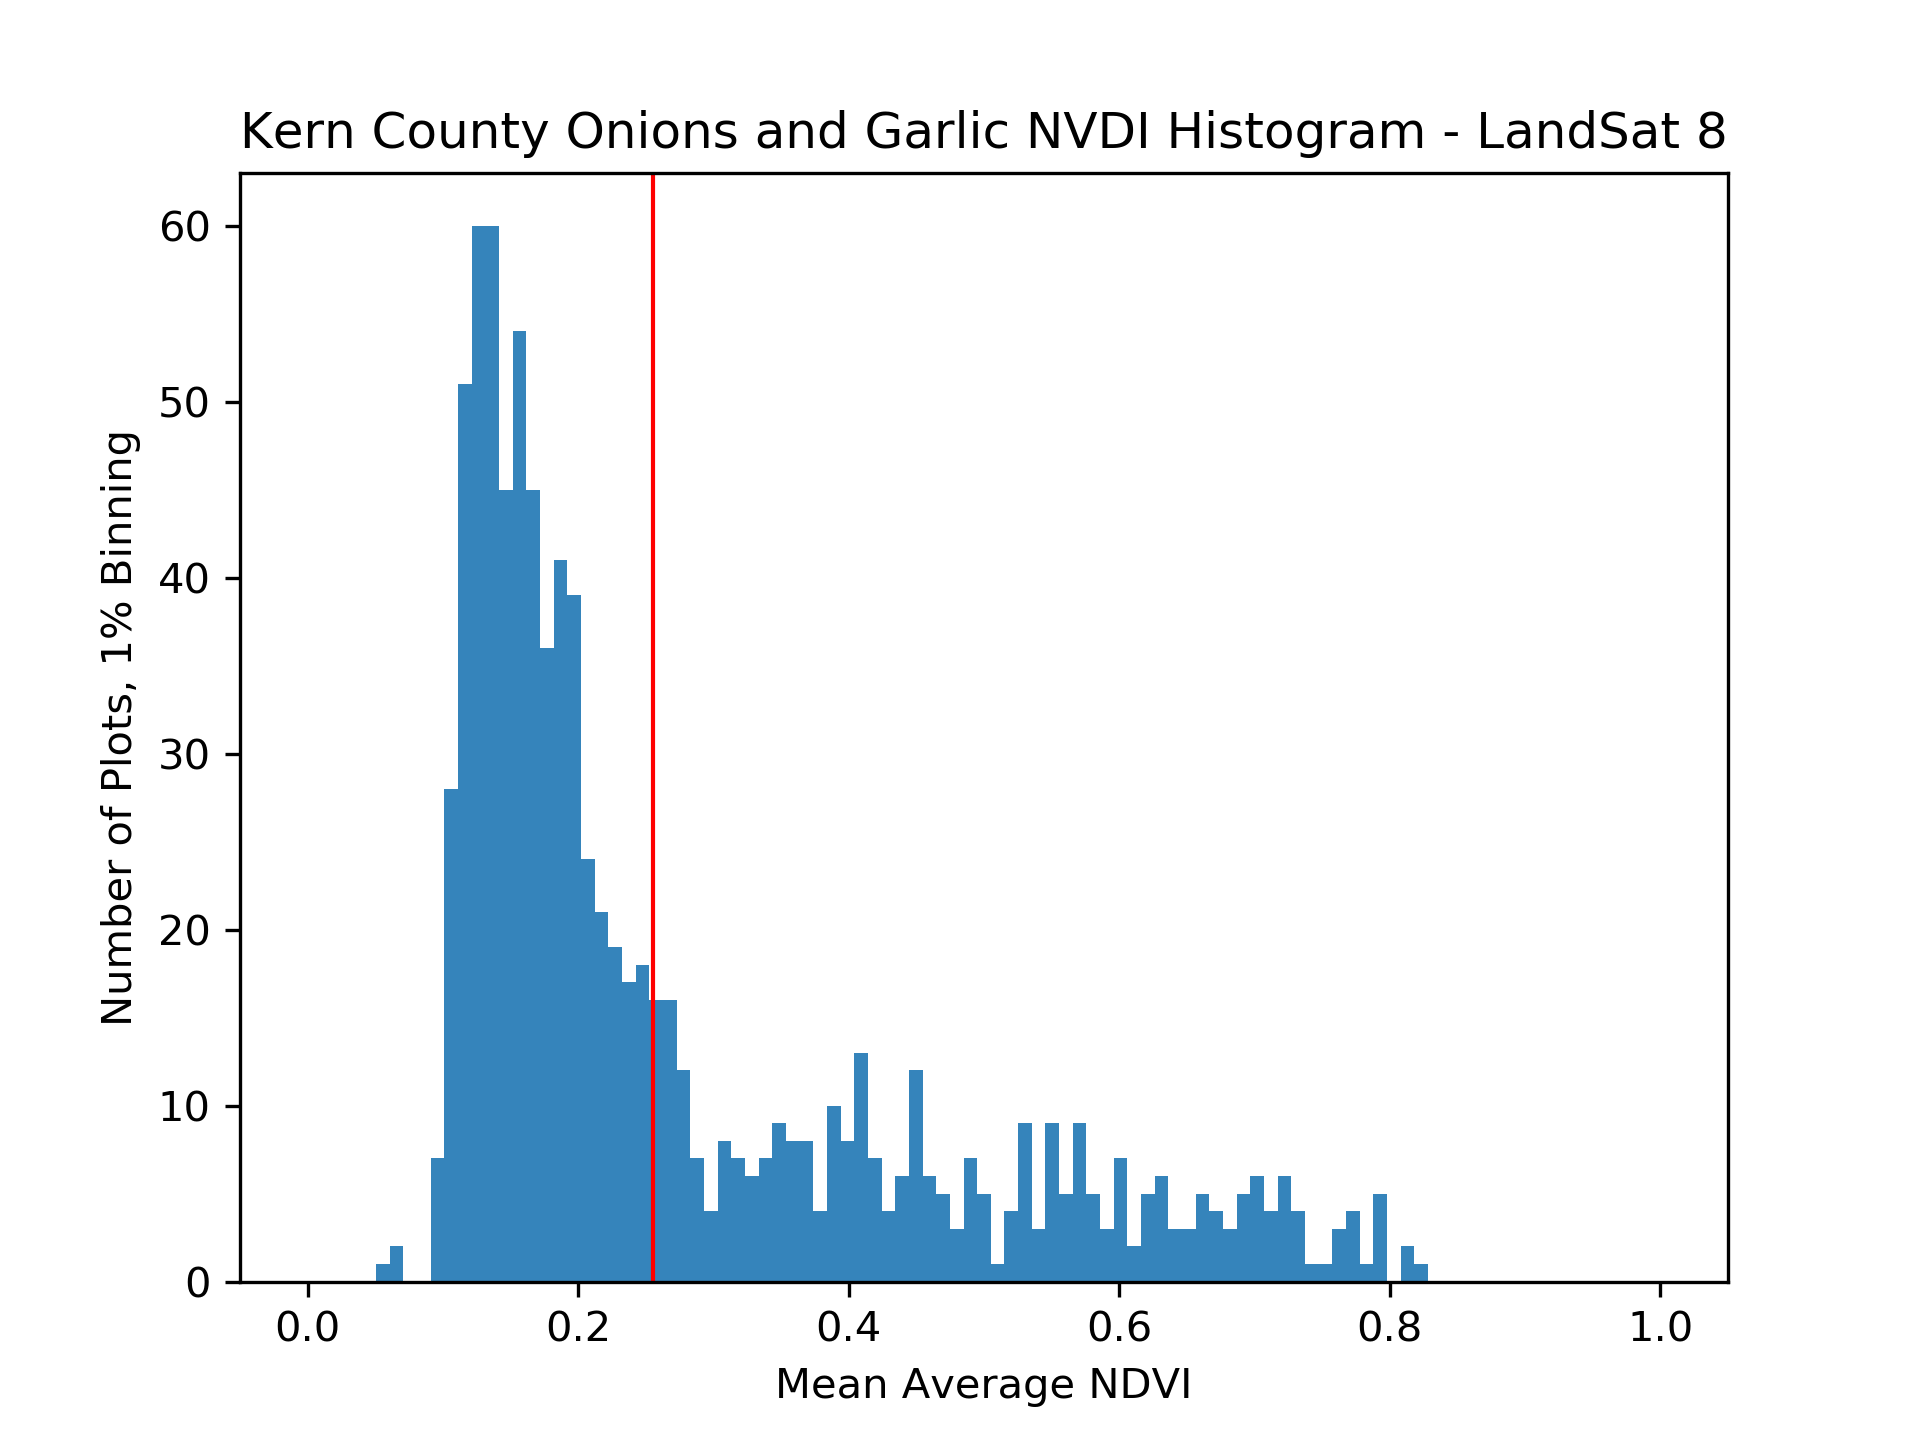 Kern County Onions and Garlic NVDI Histogram - LandSat 8
60
50
40
30
20
10
0
Number of Plots, 1% Binning
0.0 0.2 0.4 0.6 0.8 1.0
Mean Average NDVI